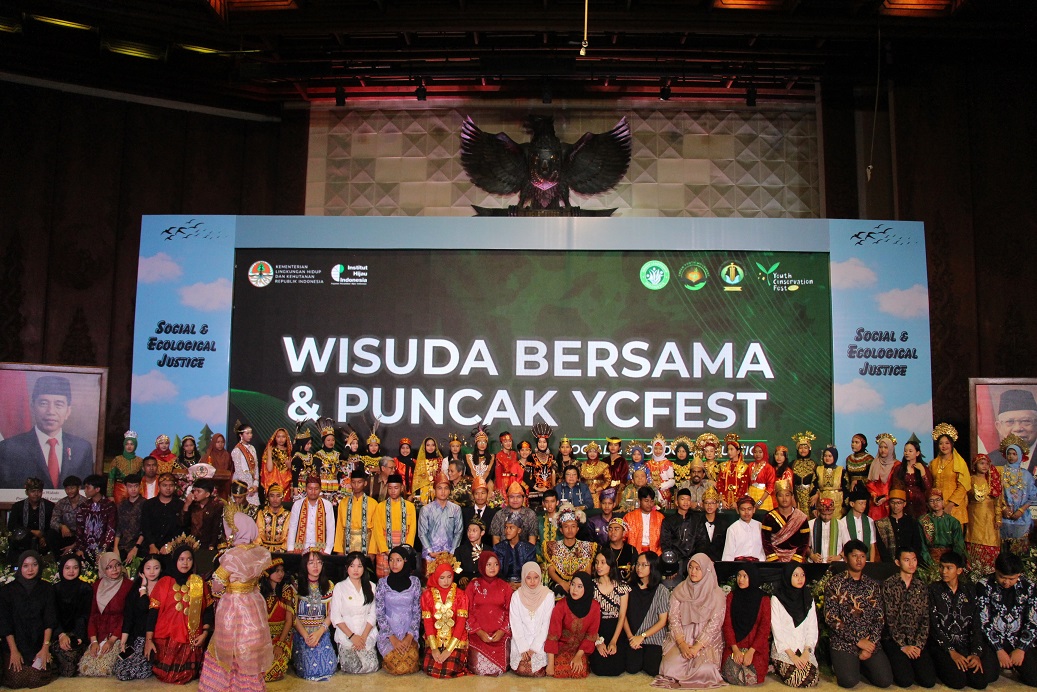 KEMENTERIAN
LINGKUNGAN HIDUP
DAN KEHUTANAN
REPUBLIK INDONESIA
Institut
Hijau
Indonesia
Youth
Conservation
Fest
SOCIAL &
ECOLOGICAL
JUSTICE
WISUDA BERSAMA
& PUNCAK YCFEST
SOCIAL &
ECOLOGICAL
JUSTICE